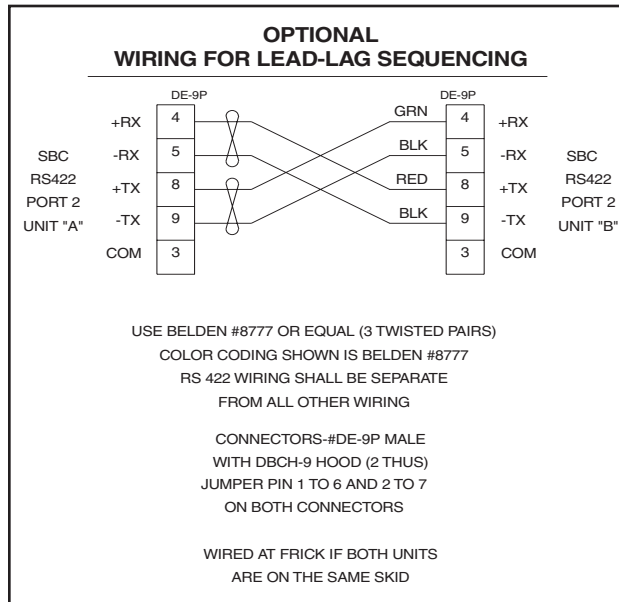 OPTIONAL
WIRING FOR LEAD-LAG SEQUENCING
DE-9P
DE-9P
+RX 4 GRN 4 +RX
-RX 5 BLK 5 -RX
+TX 8 RED 8 +TX
-TX 9 BLK 9 -TX
COM 3 3 COM
SBC
RS422
PORT 2
UNIT "A"
SBC
RS422
PORT 2
UNIT "B"
USE BELDEN #8777 OR EQUAL (3 TWISTED PAIRS)
COLOR CODING SHOWN IS BELDEN #8777
RS 422 WIRING SHALL BE SEPARATE
FROM ALL OTHER WIRING
CONNECTORS-#DE-9P MALE
WITH DBCH-9 HOOD (2 THUS)
JUMPER PIN 1 TO 6 AND 2 TO 7
ON BOTH CONNECTORS
WIRED AT FRICK IF BOTH UNITS
ARE ON THE SAME SKID